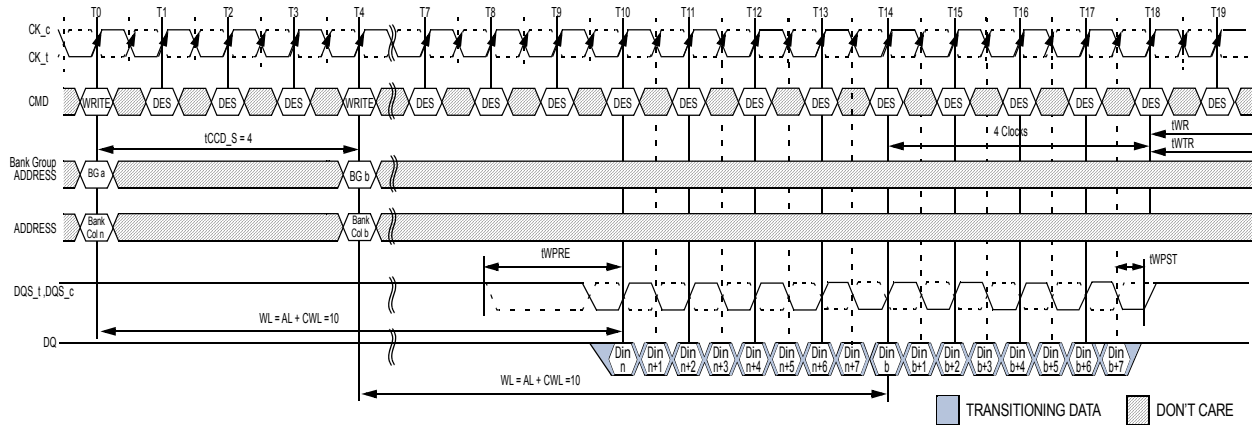 T0 T1 T2 T3 T4 T7 T8 T9 T10 T11 T12 T13 T14 T15 T16 T17 T18 T19
CK_c
CK_t
CMD WRITE DES DES DES WRITE DES DES DES DES DES DES DES DES DES DES DES DES DES
tCCD_S = 4
4 Clocks
tWR
tWTR
Bank Group
ADDRESS
BG a
BG b
ADDRESS
Bank
Col n
Bank
Col b
tWPRE
tWPST
DQS_t ,DQS_c
WL = AL + CWL =10
DQ
Din
n
Din
n+1
Din
n+2
Din
n+3
Din
n+4
Din
n+5
Din
n+6
Din
n+7
Din
b
Din
b+1
Din
b+2
Din
b+3
Din
b+4
Din
b+5
Din
b+6
Din
b+7
WL = AL + CWL =10
TRANSITIONING DATA
DON'T CARE